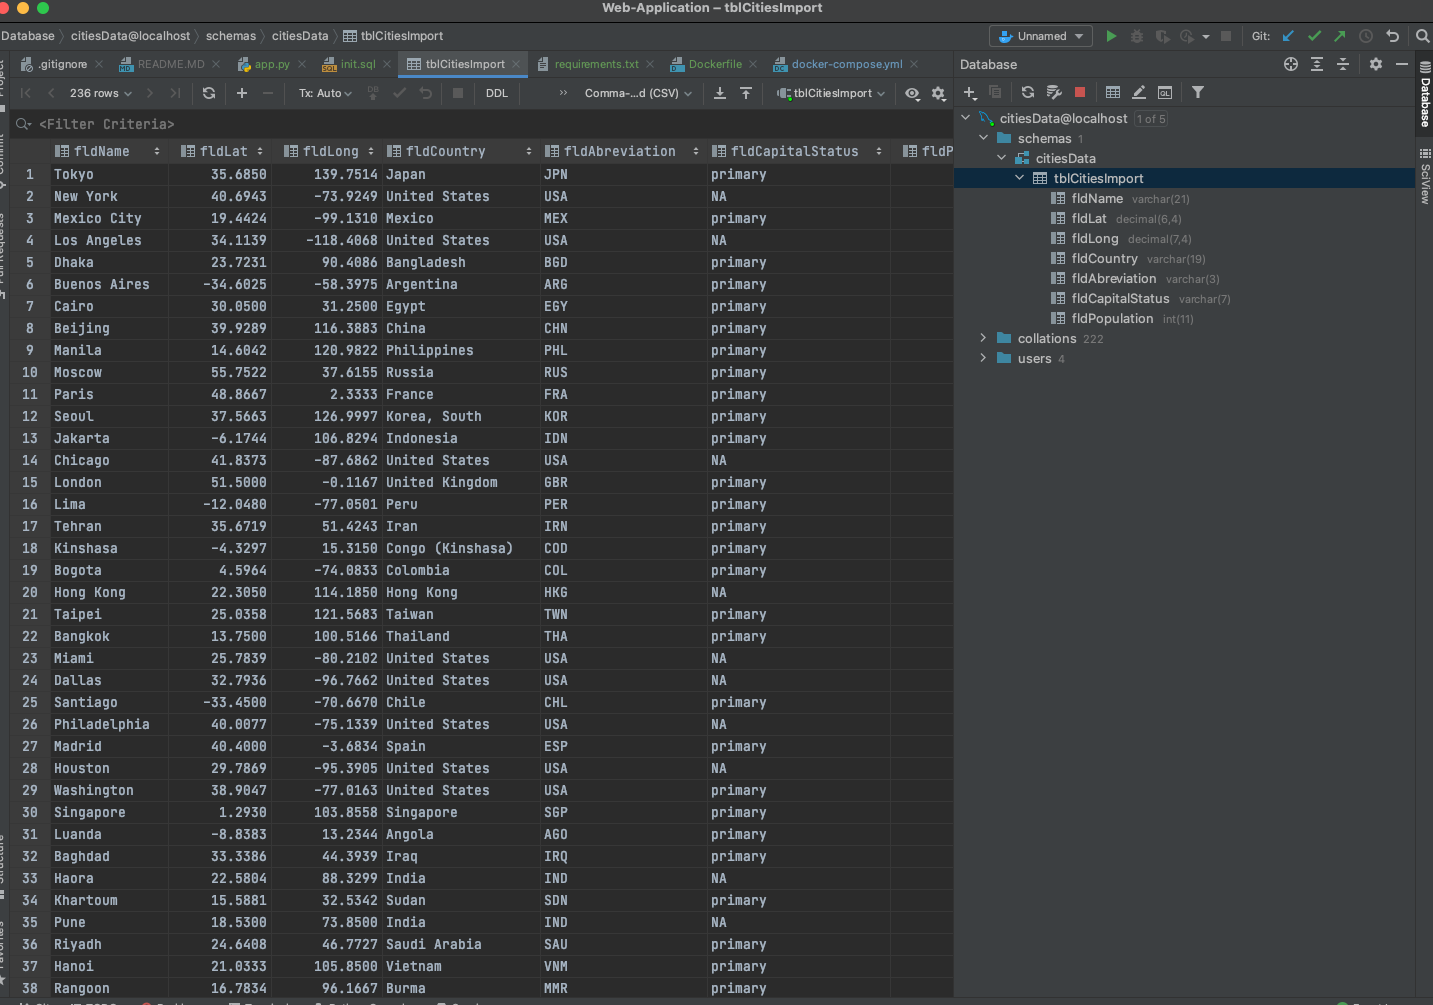 Web-Application – tblCitiesImport
Database 〉 citiesData@localhost 〉 schemas 〉 citiesData 〉 tblCitiesImport
Unnamed Git:
.gitignore README.MD app.py init.sql tblCitiesImport requirements.txt Dockerfile docker-compose.yml
236 rows Tx: Auto DB DDL Comma-...d (CSV) tblCitiesImport
<Filter Criteria>
fldName fldLat fldLong fldCountry fldAbreviation fldCapitalStatus fldP
1 Tokyo 35.6850 139.7514 Japan JPN primary
2 New York 40.6943 -73.9249 United States USA NA
3 Mexico City 19.4424 -99.1310 Mexico MEX primary
4 Los Angeles 34.1139 -118.4068 United States USA NA
5 Dhaka 23.7231 90.4086 Bangladesh BGD primary
6 Buenos Aires -34.6025 -58.3975 Argentina ARG primary
7 Cairo 30.0500 31.2500 Egypt EGY primary
8 Beijing 39.9289 116.3883 China CHN primary
9 Manila 14.6042 120.9822 Philippines PHL primary
10 Moscow 55.7522 37.6155 Russia RUS primary
11 Paris 48.8667 2.3333 France FRA primary
12 Seoul 37.5663 126.9997 Korea, South KOR primary
13 Jakarta -6.1744 106.8294 Indonesia IDN primary
14 Chicago 41.8373 -87.6862 United States USA NA
15 London 51.5000 -0.1167 United Kingdom GBR primary
16 Lima -12.0480 -77.0501 Peru PER primary
17 Tehran 35.6719 51.4243 Iran IRN primary
18 Kinshasa -4.3297 15.3150 Congo (Kinshasa) COD primary
19 Bogota 4.5964 -74.0833 Colombia COL primary
20 Hong Kong 22.3050 114.1850 Hong Kong HKG NA
21 Taipei 25.0358 121.5683 Taiwan TWN primary
22 Bangkok 13.7500 100.5166 Thailand THA primary
23 Miami 25.7839 -80.2102 United States USA NA
24 Dallas 32.7936 -96.7662 United States USA NA
25 Santiago -33.4500 -70.6670 Chile CHL primary
26 Philadelphia 40.0077 -75.1339 United States USA NA
27 Madrid 40.4000 -3.6834 Spain ESP primary
28 Houston 29.7869 -95.3905 United States USA NA
29 Washington 38.9047 -77.0163 United States USA primary
30 Singapore 1.2930 103.8558 Singapore SGP primary
31 Luanda -8.8383 13.2344 Angola AGO primary
32 Baghdad 33.3386 44.3939 Iraq IRQ primary
33 Haora 22.5804 88.3299 India IND NA
34 Khartoum 15.5881 32.5342 Sudan SDN primary
35 Pune 18.5300 73.8500 India IND NA
36 Riyadh 24.6408 46.7727 Saudi Arabia SAU primary
37 Hanoi 21.0333 105.8500 Vietnam VNM primary
38 Rangoon 16.7834 96.1667 Burma MMR primary
Database
citiesData@localhost 1 of 5
schemas 1
citiesData
tblCitiesImport
fldName varchar(21)
fldLat decimal(6,4)
fldLong decimal(7,4)
fldCountry varchar(19)
fldAbreviation varchar(3)
fldCapitalStatus varchar(7)
fldPopulation int(11)
collations 222
users 4
Database
SciView